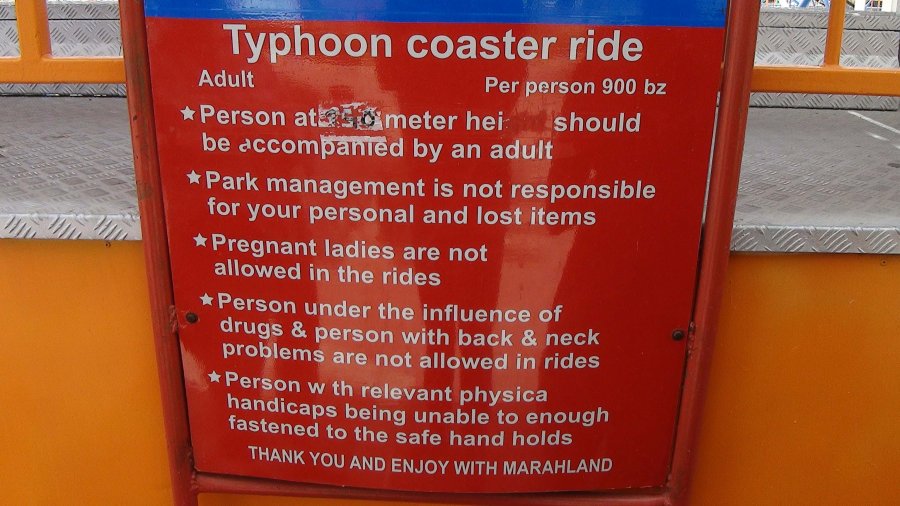 Typhoon coaster ride
Adult Per person 900 bz
★ Person at meter hei should
be accompanied by an adult
★ Park management is not responsible
for your personal and lost items
★ Pregnant ladies are not
allowed in the rides
★ Person under the influence of
drugs & person with back & neck
problems are not allowed in rides
★ Person w th relevant physica
handicaps being unable to enough
fastened to the safe hand holds
THANK YOU AND ENJOY WITH MARAHLAND